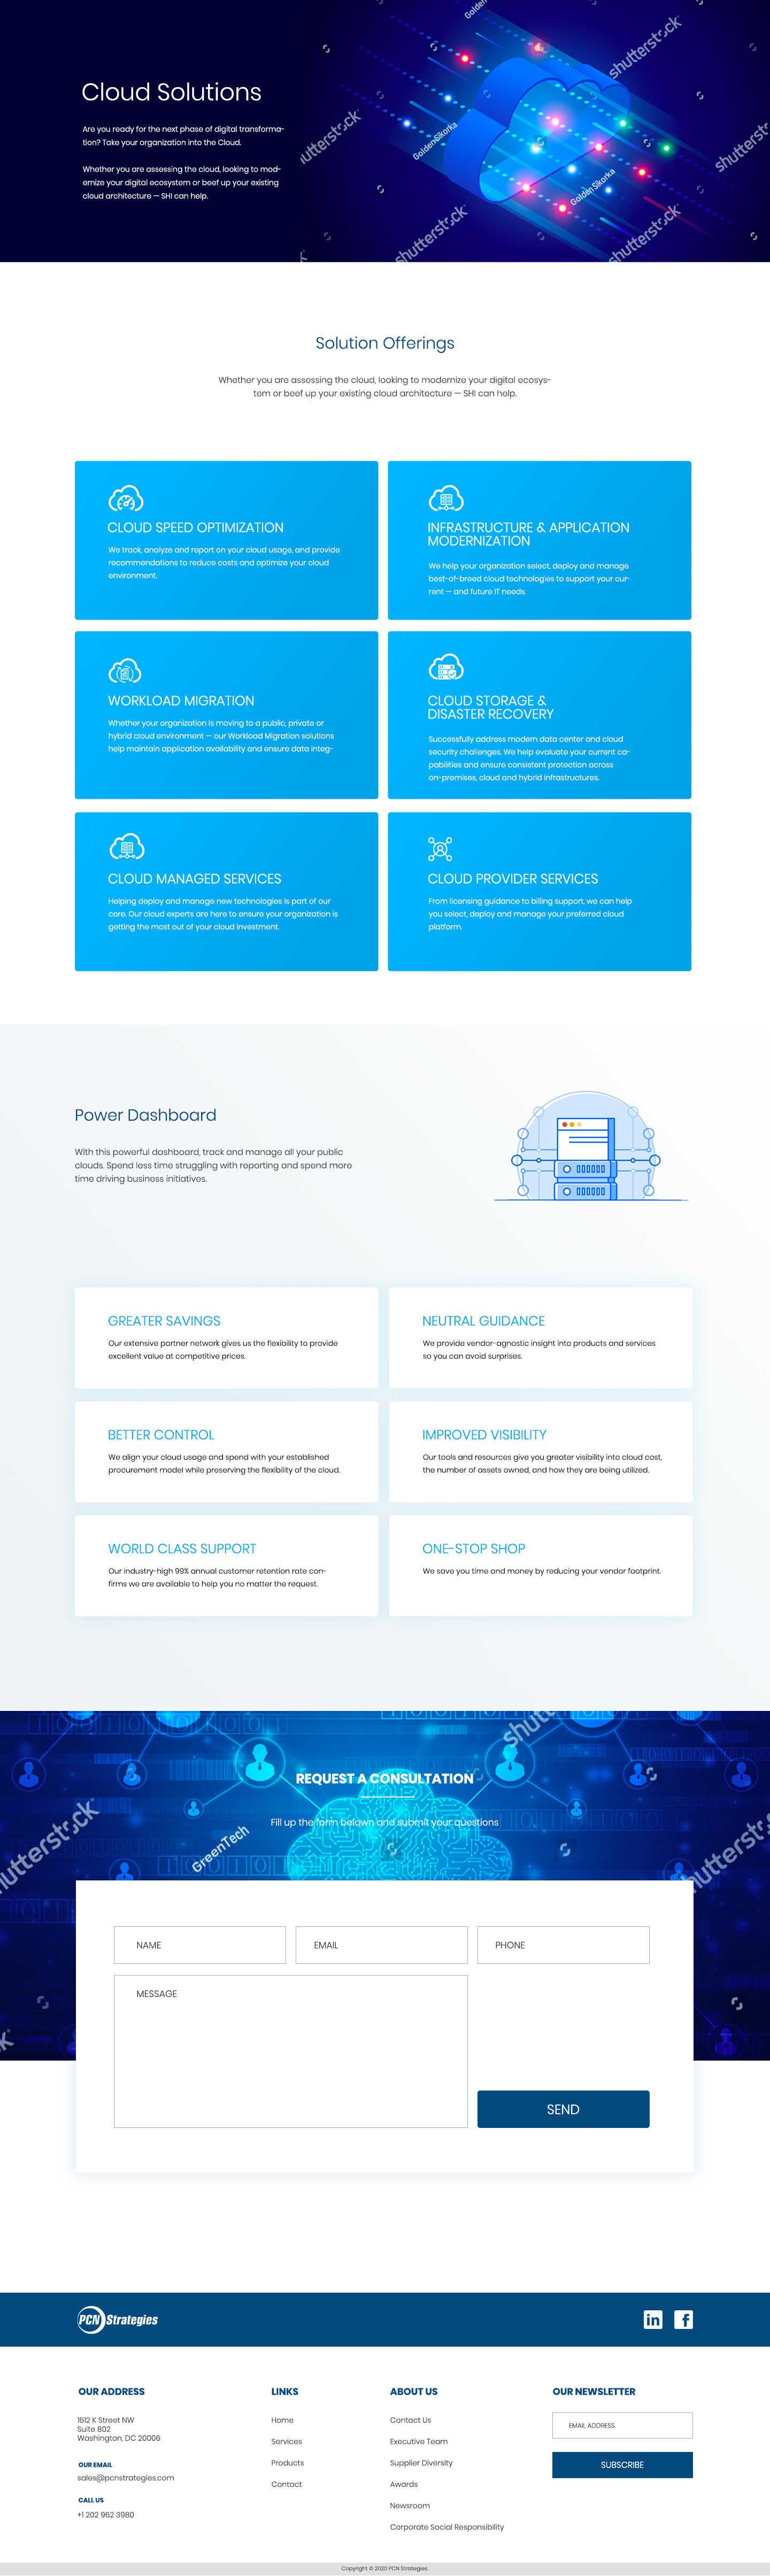 Cloud Solutions
Are you ready for the next phase of digital transforma-
tion? Take your organization into the Cloud.
Whether you are assessing the cloud, looking to mod-
ernize your digital ecosystem or beef up your existing
cloud architecture — SHI can help.
Golden
shutterstock
GoldenSikorka
utterstock
shutterstock
GoldenSikorka
shutterstock
shutterstock
Solution Offerings
Whether you are assessing the cloud, looking to modernize your digital ecosys-
tem or beef up your existing cloud architecture — SHI can help.
CLOUD SPEED OPTIMIZATION
We track, analyze and report on your cloud usage, and provide
recommendations to reduce costs and optimize your cloud
environment.
INFRASTRUCTURE & APPLICATION
MODERNIZATION
We help your organization select, deploy and manage
best-of-breed cloud technologies to support your cur-
rent — and future IT needs.
WORKLOAD MIGRATION
Whether your organization is moving to a public, private or
hybrid cloud environment — our Workload Migration solutions
help maintain application availability and ensure data integ-
CLOUD STORAGE &
DISASTER RECOVERY
Successfully address modern data center and cloud
security challenges. We help evaluate your current ca-
pabilities and ensure consistent protection across
on-premises, cloud and hybrid infrastructures.
CLOUD MANAGED SERVICES
Helping deploy and manage new technologies is part of our
core. Our cloud experts are here to ensure your organization is
getting the most out of your cloud investment.
CLOUD PROVIDER SERVICES
From licensing guidance to billing support, we can help
you select, deploy and manage your preferred cloud
platform.
Power Dashboard
With this powerful dashboard, track and manage all your public
clouds. Spend less time struggling with reporting and spend more
time driving business initiatives.
GREATER SAVINGS
Our extensive partner network gives us the flexibility to provide
excellent value at competitive prices.
NEUTRAL GUIDANCE
We provide vendor-agnostic insight into products and services
so you can avoid surprises.
BETTER CONTROL
We align your cloud usage and spend with your established
procurement model while preserving the flexibility of the cloud.
IMPROVED VISIBILITY
Our tools and resources give you greater visibility into cloud cost,
the number of assets owned, and how they are being utilized.
WORLD CLASS SUPPORT
Our industry-high 99% annual customer retention rate con-
firms we are available to help you no matter the request.
ONE-STOP SHOP
We save you time and money by reducing your vendor footprint.
shutt
REQUEST A CONSULTATION
Fill up the form belown and submit your questions
utterstock
GreenTech
utterst
NAME
EMAIL
PHONE
MESSAGE
SEND
PCN Strategies
in f
OUR ADDRESS
1612 K Street NW
Suite 802
Washington, DC 20006
OUR EMAIL
sales@pcnstrategies.com
CALL US
+1 202 962 3980
LINKS
Home
Services
Products
Contact
ABOUT US
Contact Us
Executive Team
Supplier Diversity
Awards
Newsroom
Corporate Social Responsibility
OUR NEWSLETTER
EMAIL ADDRESS
SUBSCRIBE
Copyright © 2020 PCN Strategies.